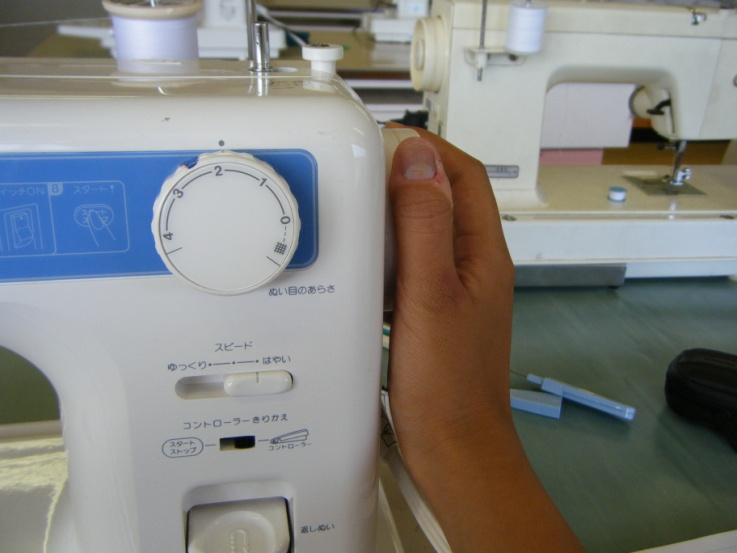 イッチON 8 スタート!
4 3 2 1 0
ぬい目のあらさ
スピード
ゆっくり はやい
コントローラーきりかえ
スタート
ストップ
コントローラー
返しぬい